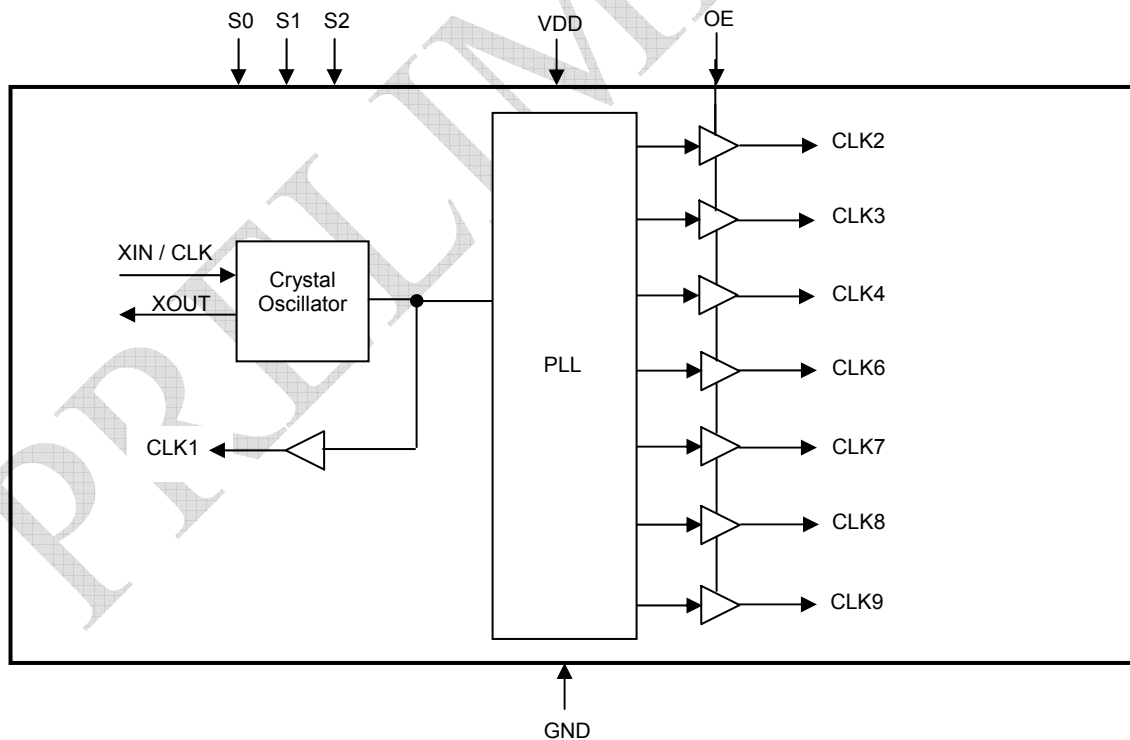 S0 S1 S2 VDD OE
CLK2
CLK3
XIN / CLK
Crystal
Oscillator
XOUT
CLK4
PLL
CLK6
CLK1
CLK7
CLK8
CLK9
GND
PRELIM